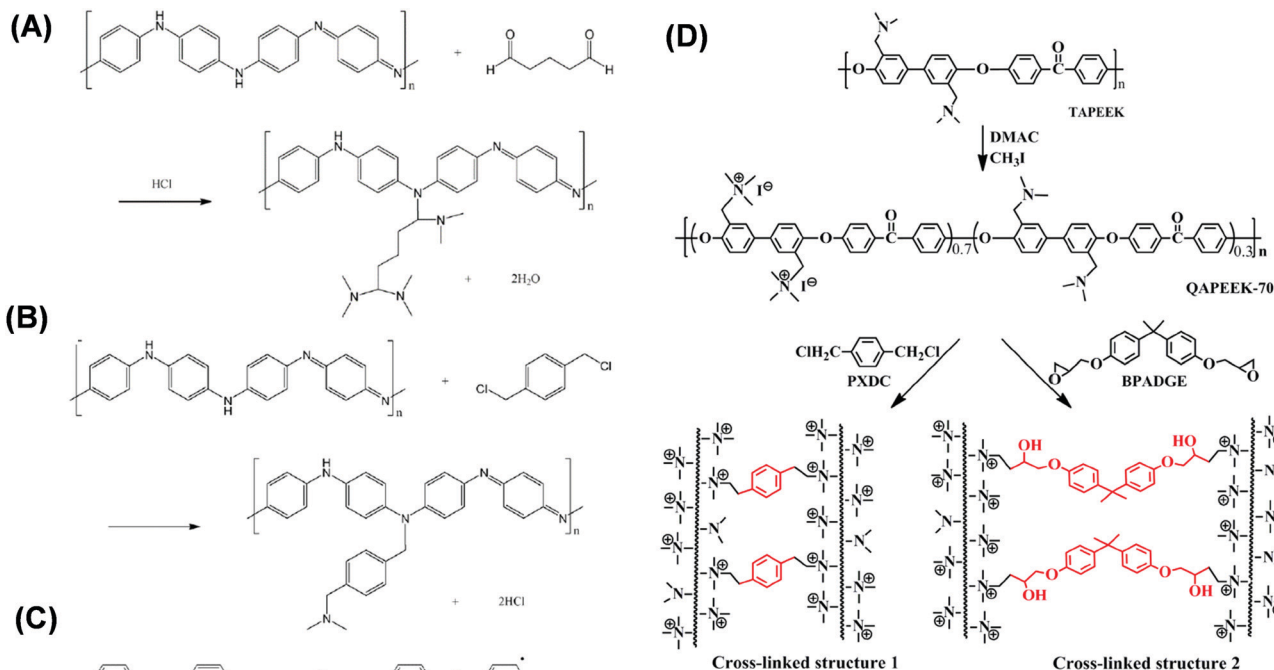 (A)
H
N
N
N
H
N
n
+
O
O
H
H
HCl
H
N
N
N
N
n
N
N
N
+
2H₂O
(B)
H
N
N
N
H
N
n
+
Cl
Cl
H
N
N
N
N
n
N
+
2HCl
(C)
(D)
N
O
O
O
C
n
N
TAPEEK
DMAC
CH₃I
N⊕ I⊖
N
O
O
O
C
0.7
O
O
O
C
0.3
n
N⊕ I⊖
N
QAPEEK-70
ClH₂C
CH₂Cl
PXDC
O
O
O
O
BPADGE
OH
O
O
OH
OH
O
O
OH
Cross-linked structure 1
Cross-linked structure 2